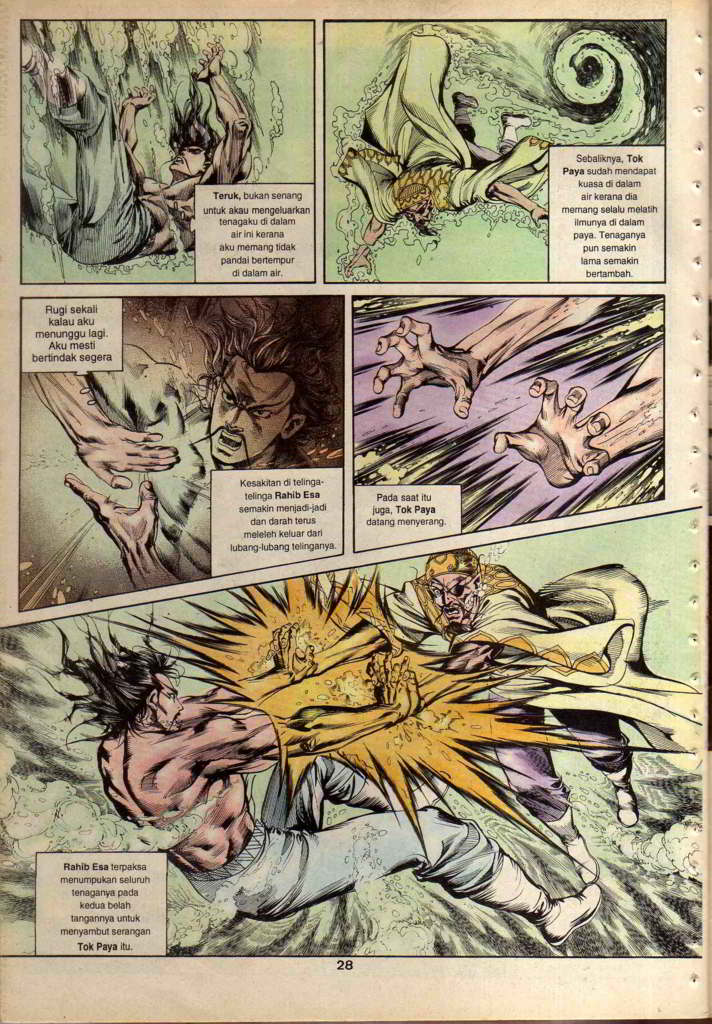 Teruk, bukan senang
untuk akau mengeluarkan
tenagaku di dalam
air ini kerana
aku memang tidak
pandai bertempur
di dalam air.
Sebaliknya, Tok
Paya sudah mendapat
kuasa di dalam
air kerana dia
memang selalu melatih
ilmunya di dalam
paya. Tenaganya
pun semakin
lama semakin
bertambah.
Rugi sekali
kalau aku
menunggu lagi.
Aku mesti
bertindak segera
Kesakitan di telinga-
telinga Rahib Esa
semakin menjadi-jadi
dan darah terus
meleleh keluar dari
lubang-lubang telinganya.
Pada saat itu
juga, Tok Paya
datang menyerang.
Rahib Esa terpaksa
menumpukan seluruh
tenaganya pada
kedua belah
tangannya untuk
menyambut serangan
Tok Paya itu.
28